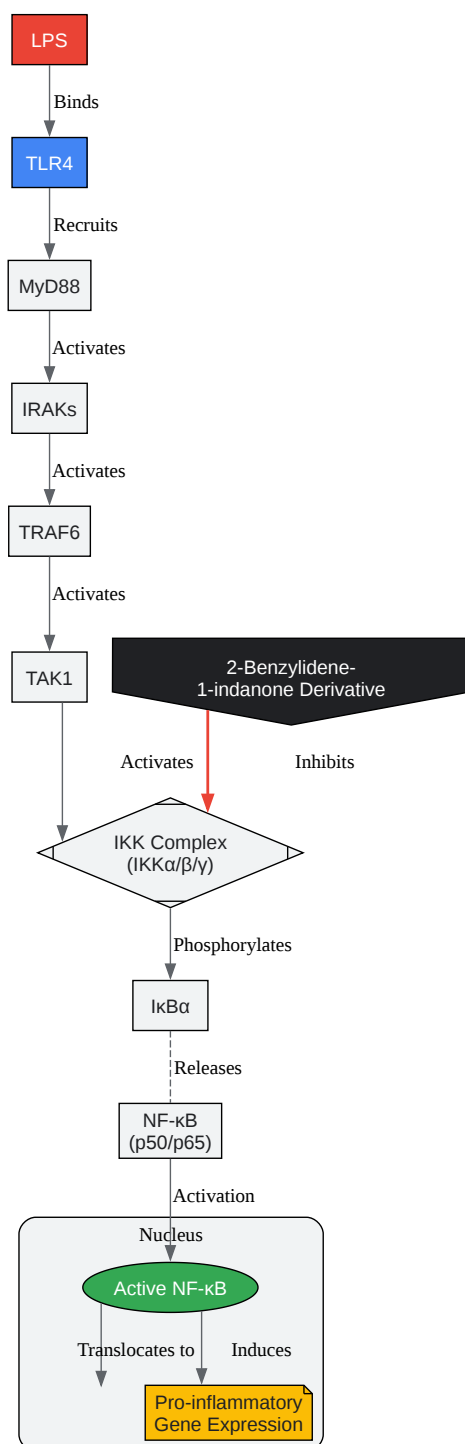 LPS
Binds
TLR4
Recruits
MyD88
Activates
IRAKs
Activates
TRAF6
Activates
TAK1
2-Benzylidene-
1-indanone Derivative
Activates
Inhibits
IKK Complex
(IKKα/β/γ)
Phosphorylates
IκBα
Releases
NF-κB
(p50/p65)
Activation
Nucleus
Active NF-κB
Translocates to
Induces
Pro-inflammatory
Gene Expression